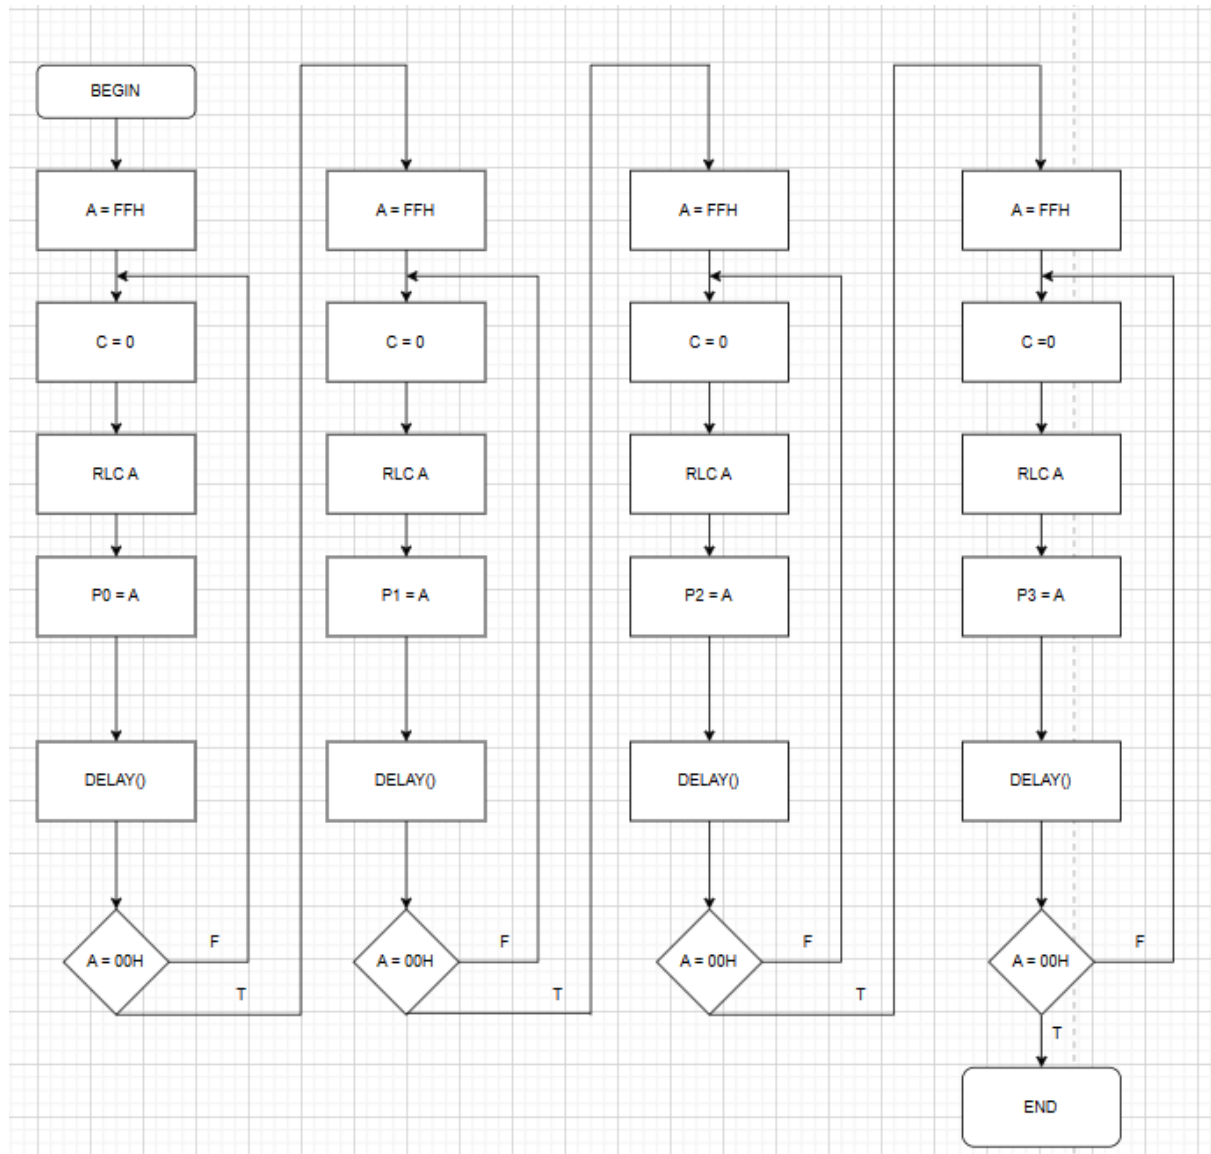 BEGIN
A = FFH
C = 0
RLC A
P0 = A
DELAY()
A = 00H
F
T
A = FFH
C = 0
RLC A
P1 = A
DELAY()
A = 00H
F
T
A = FFH
C = 0
RLC A
P2 = A
DELAY()
A = 00H
F
T
A = FFH
C =0
RLC A
P3 = A
DELAY()
A = 00H
F
T
END